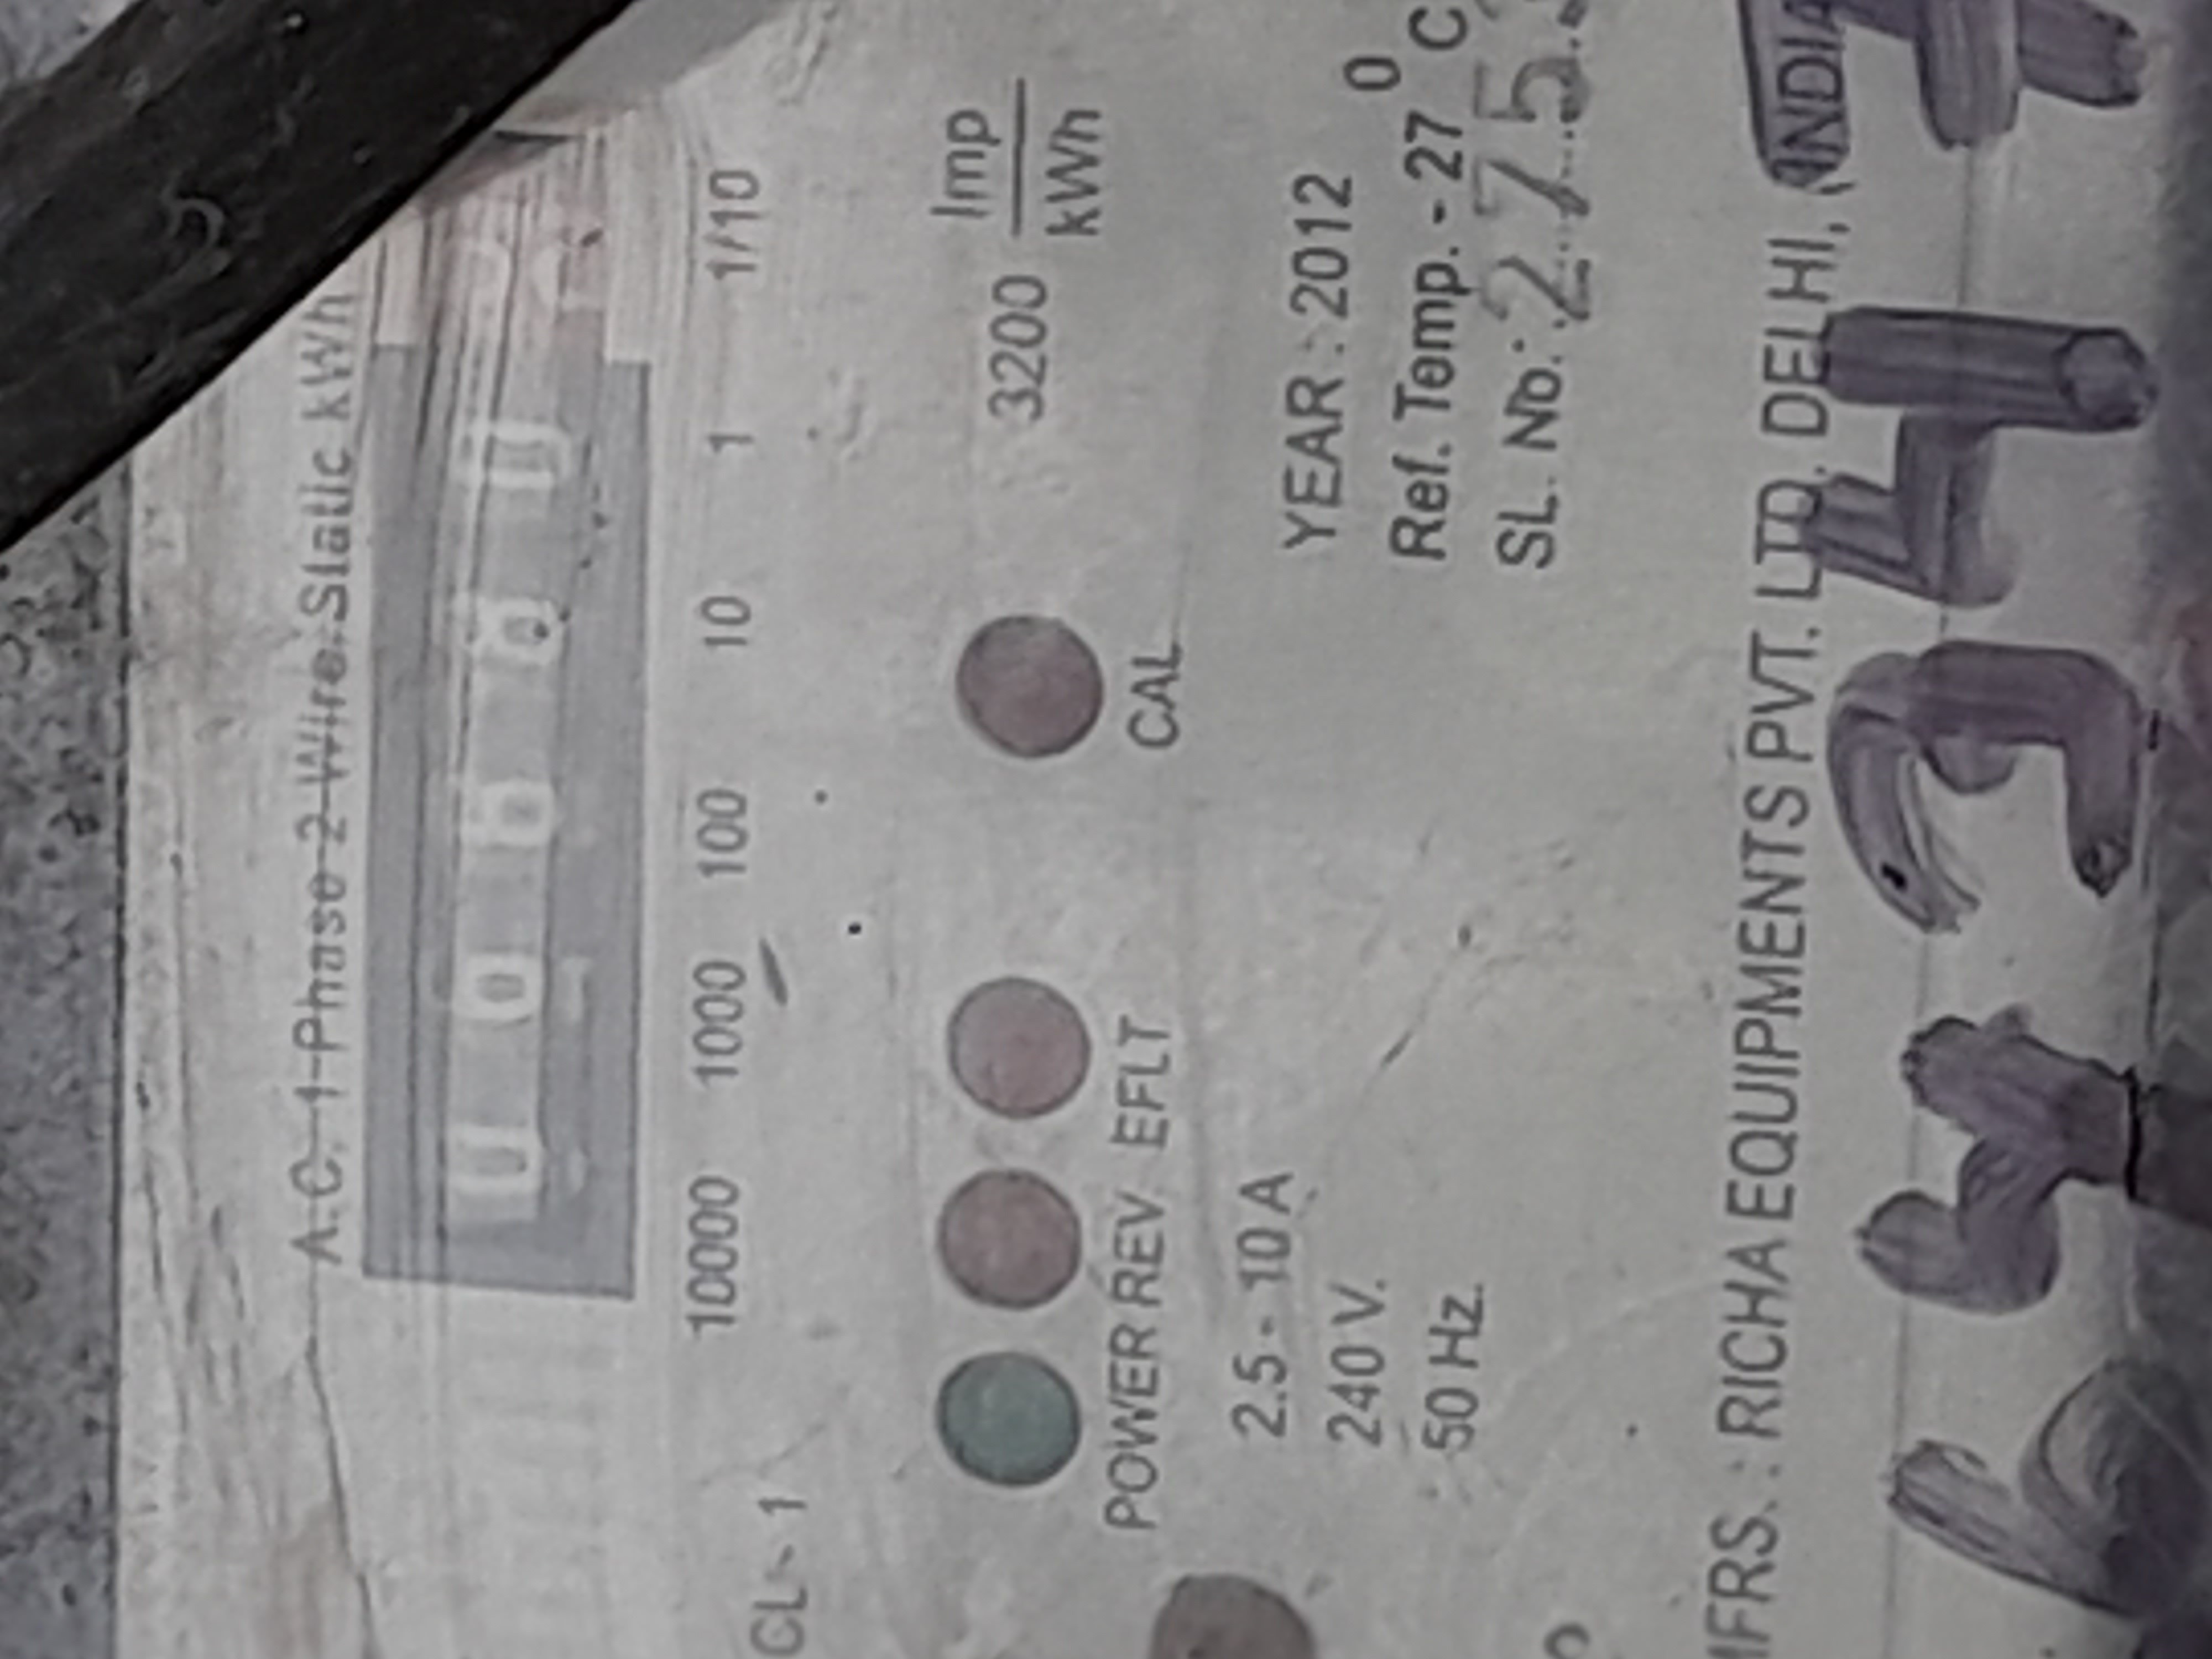 A.C. 1-Phase 2-Wire Static kWh
10000 1000 100 10 1 1/10
CL - 1
3200 Imp
kWh
POWER REV EFLT CAL
2.5 - 10 A
240 V.
50 Hz.
YEAR : 2012
Ref. Temp. - 27 0 C
SL. No.: 275
MFRS. : RICHA EQUIPMENTS PVT. LTD. DELHI, (INDIA